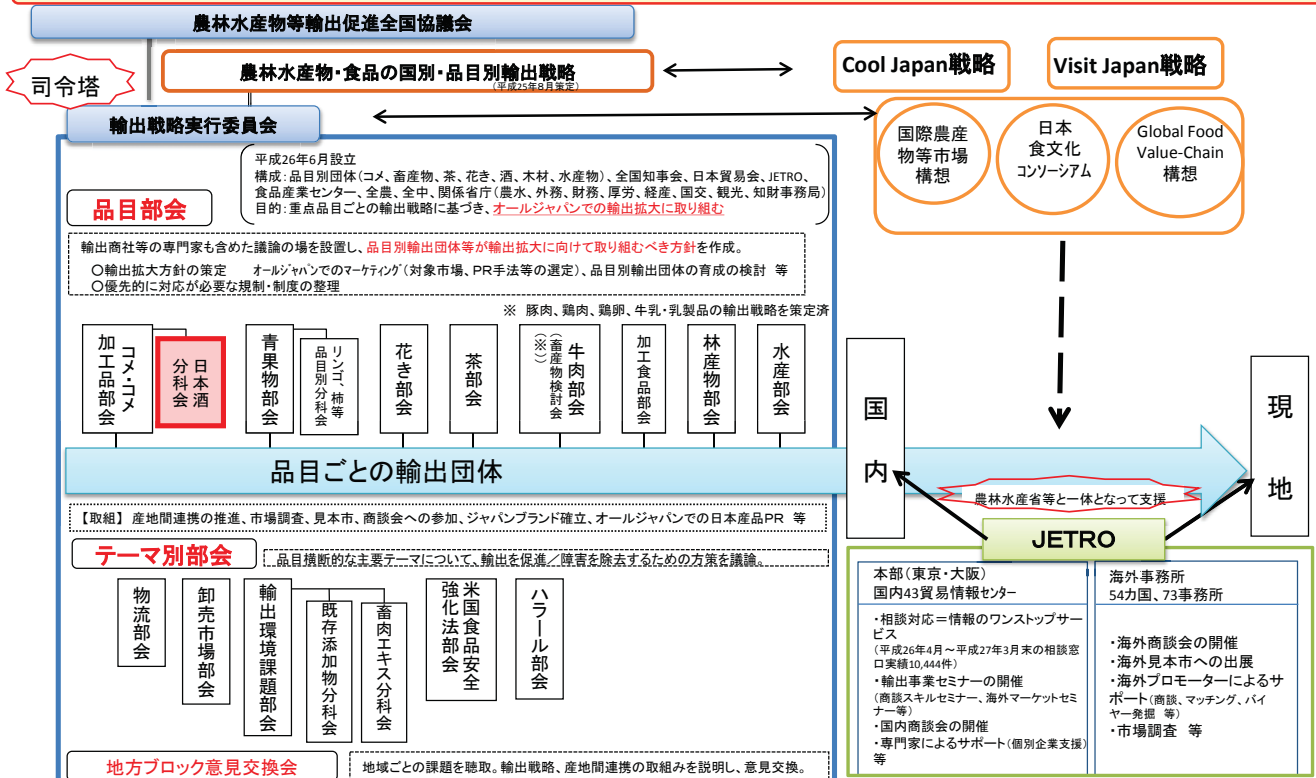 農林水産物等輸出促進全国協議会
司令塔
農林水産物・食品の国別・品目別輸出戦略
(平成25年8月策定)
Cool Japan戦略
Visit Japan戦略
輸出戦略実行委員会
国際農産
物等市場
構想
日本
食文化
コンソーシアム
Global Food
Value-Chain
構想
平成26年6月設立
構成:品目別団体(コメ、畜産物、茶、花き、酒、木材、水産物)、全国知事会、日本貿易会、JETRO、
食品産業センター、全農、全中、関係省庁(農水、外務、財務、厚労、経産、国交、観光、知財事務局)
目的:重点品目ごとの輸出戦略に基づき、オールジャパンでの輸出拡大に取り組む
品目部会
輸出商社等の専門家も含めた議論の場を設置し、品目別輸出団体等が輸出拡大に向けて取り組むべき方針を作成。
○輸出拡大方針の策定 オールジャパンでのマーケティング(対象市場、PR手法等の選定)、品目別輸出団体の育成の検討 等
○優先的に対応が必要な規制・制度の整理
※ 豚肉、鶏肉、鶏卵、牛乳・乳製品の輸出戦略を策定済
コメ・コメ
加工品部会
日本酒
分科会
青果物部会
リンゴ、柿等
品目別分科会
花き部会
茶部会
牛肉部会
(畜産物検討会
(※))
加工食品部会
林産物部会
水産部会
国内
現地
品目ごとの輸出団体
農林水産省等と一体となって支援
【取組】 産地間連携の推進、市場調査、見本市、商談会への参加、ジャパンブランド確立、オールジャパンでの日本産品PR 等
JETRO
テーマ別部会
品目横断的な主要テーマについて、輸出を促進/障害を除去するための方策を議論。
物流部会
卸売市場部会
輸出環境課題部会
既存添加物分科会
畜肉エキス分科会
米国食品安全
強化法部会
ハラール部会
本部(東京・大阪)
国内43貿易情報センター
・相談対応=情報のワンストップサー
ビス
(平成26年4月~平成27年3月末の相談窓
口実績10,444件)
・輸出事業セミナーの開催
(商談スキルセミナー、海外マーケットセミ
ナー等)
・国内商談会の開催
・専門家によるサポート(個別企業支援)
等
海外事務所
54カ国、73事務所
・海外商談会の開催
・海外見本市への出展
・海外プロモーターによるサ
ポート(商談、マッチング、バイ
ヤー発掘 等)
・市場調査 等
地方ブロック意見交換会
地域ごとの課題を聴取。輸出戦略、産地間連携の取組みを説明し、意見交換。